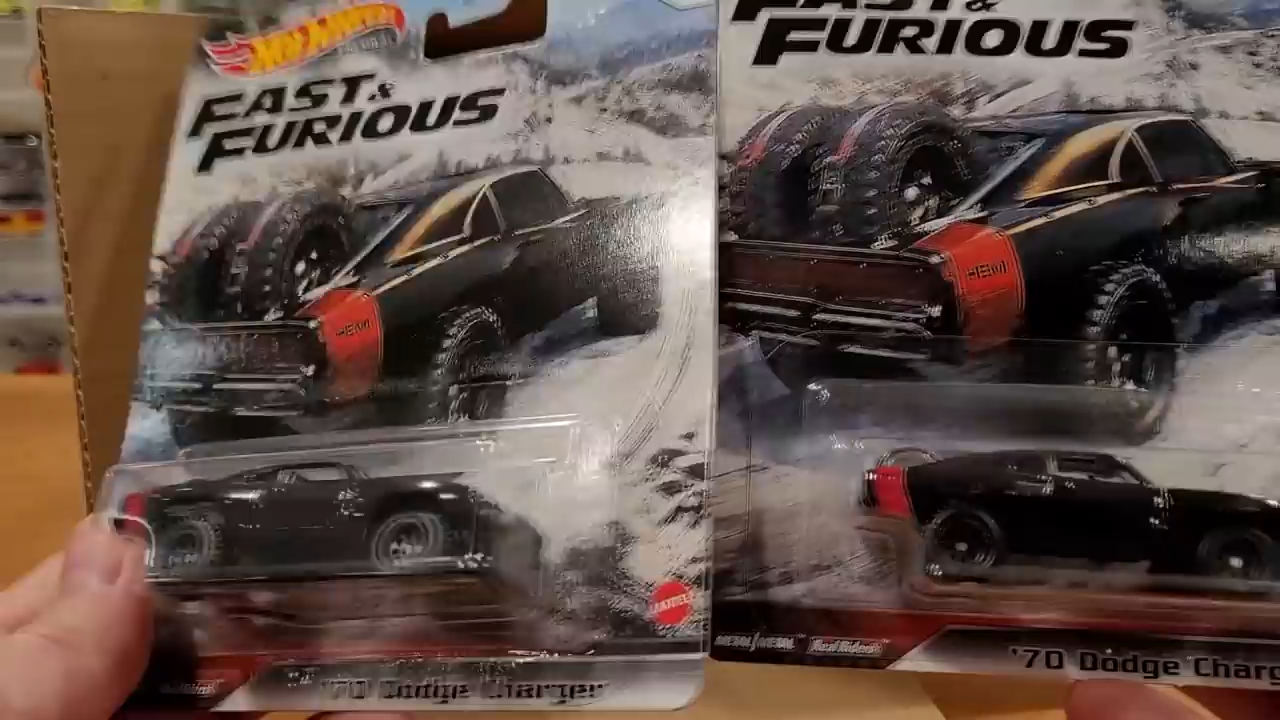 HOT WHEELS
FAST &
FURIOUS
HEMI
MATTEL
'70 Dodge Charger
FAST &
FURIOUS
HEMI
METAL/METAL Real Riders
'70 Dodge Charg